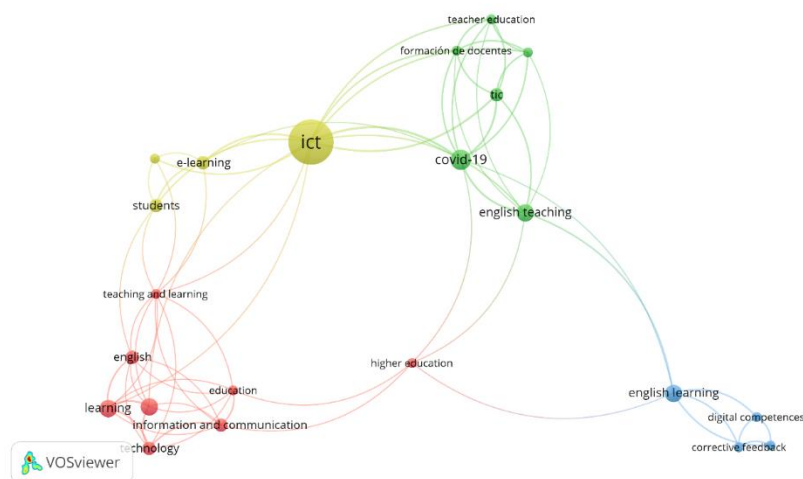 teacher education
formación de docentes
tic
ict
covid-19
e-learning
students
english teaching
teaching and learning
english
higher education
education
learning
information and communication
technology
english learning
digital competences
corrective feedback
VOSviewer